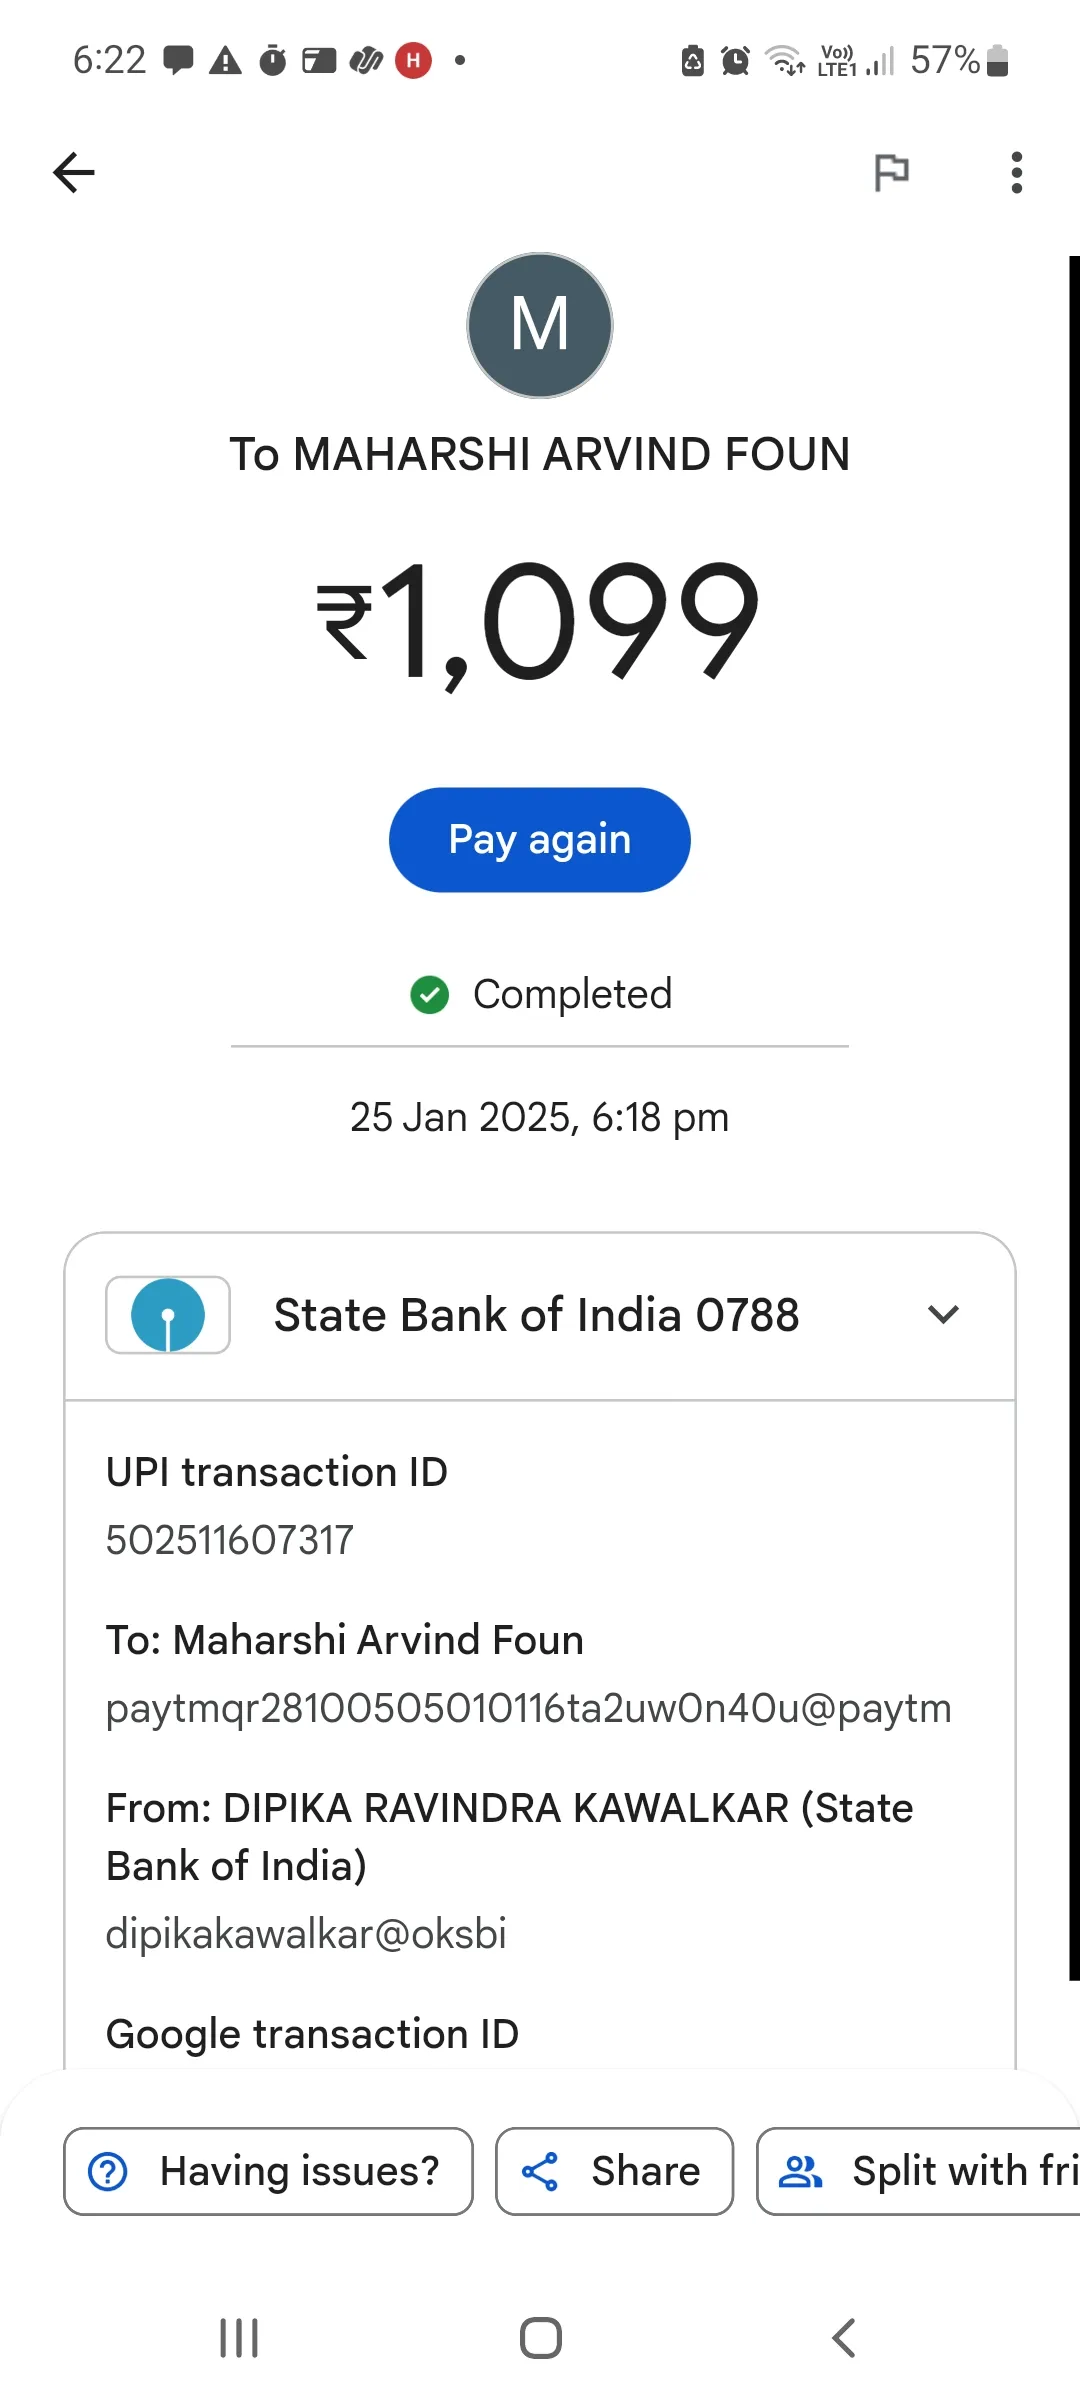 6:22
H
Vo))
LTE1
57%
M
To MAHARSHI ARVIND FOUN
₹1,099
Pay again
Completed
25 Jan 2025, 6:18 pm
State Bank of India 0788
UPI transaction ID
502511607317
To: Maharshi Arvind Foun
paytmqr28100505010116ta2uw0n40u@paytm
From: DIPIKA RAVINDRA KAWALKAR (State
Bank of India)
dipikakawalkar@oksbi
Google transaction ID
Having issues?
Share
Split with fri